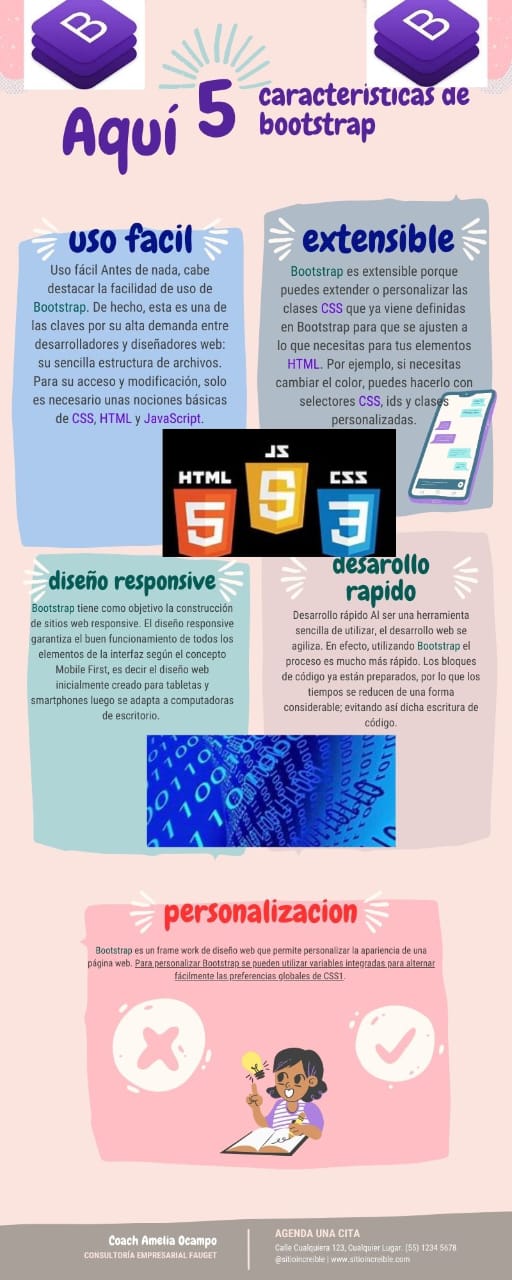 B
B
Aquí 5 características de
bootstrap
uso facil
Uso fácil Antes de nada, cabe
destacar la facilidad de uso de
Bootstrap. De hecho, esta es una de
las claves por su alta demanda entre
desarrolladores y diseñadores web:
su sencilla estructura de archivos.
Para su acceso y modificación, solo
es necesario unas nociones básicas
de CSS, HTML y JavaScript.
extensible
Bootstrap es extensible porque
puedes extender o personalizar las
clases CSS que ya viene definidas
en Bootstrap para que se ajusten a
lo que necesitas para tus elementos
HTML. Por ejemplo, si necesitas
cambiar el color, puedes hacerlo con
selectores CSS, ids y clases
personalizadas.
HTML
5
JS
5
CSS
3
diseño responsive
Bootstrap tiene como objetivo la construcción
de sitios web responsive. El diseño responsive
garantiza el buen funcionamiento de todos los
elementos de la interfaz según el concepto
Mobile First, es decir el diseño web
inicialmente creado para tabletas y
smartphones luego se adapta a computadoras
de escritorio.
desarollo
rapido
Desarrollo rápido Al ser una herramienta
sencilla de utilizar, el desarrollo web se
agiliza. En efecto, utilizando Bootstrap el
proceso es mucho más rápido. Los bloques
de código ya están preparados, por lo que los
tiempos se reducen de una forma
considerable; evitando así dicha escritura de
código.
personalizacion
Bootstrap es un frame work de diseño web que permite personalizar la apariencia de una
página web. Para personalizar Bootstrap se pueden utilizar variables integradas para alternar
fácilmente las preferencias globales de CSS1.
Coach Amelia Ocampo
CONSULTORÍA EMPRESARIAL FAUGET
AGENDA UNA CITA
Calle Cualquiera 123, Cualquier Lugar. (55) 1234 5678
@sitioincreible | www.sitioincreible.com